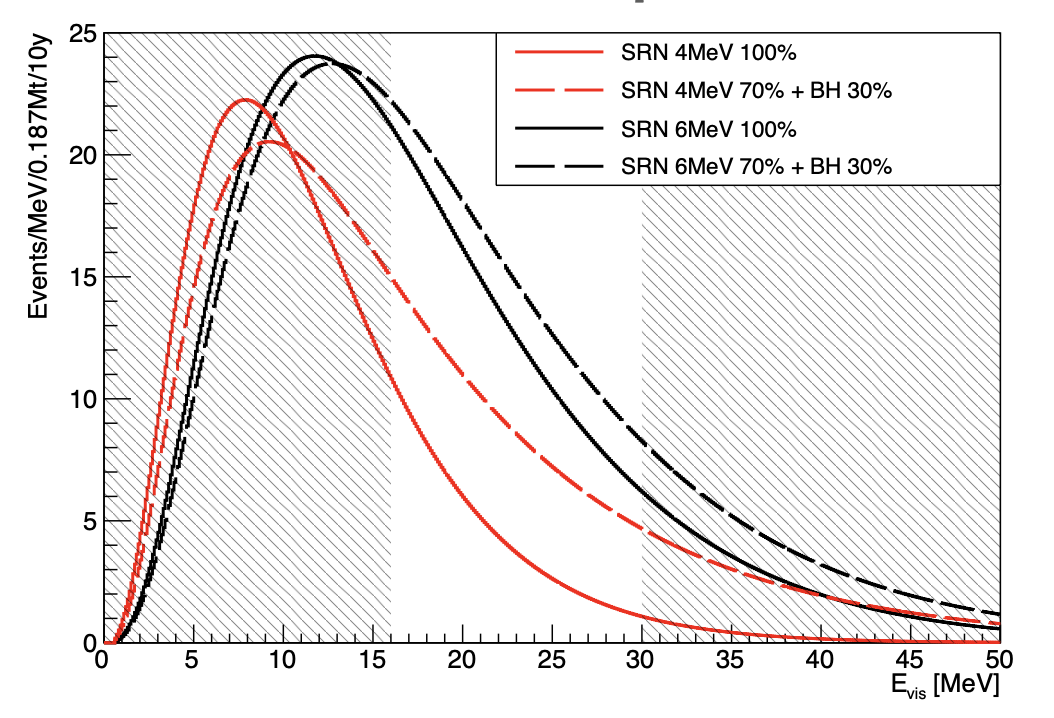 25
20
15
10
5
0
Events/MeV/0.187Mt/10y
SRN 4MeV 100%
SRN 4MeV 70% + BH 30%
SRN 6MeV 100%
SRN 6MeV 70% + BH 30%
0 5 10 15 20 25 30 35 40 45 50
Evis [MeV]